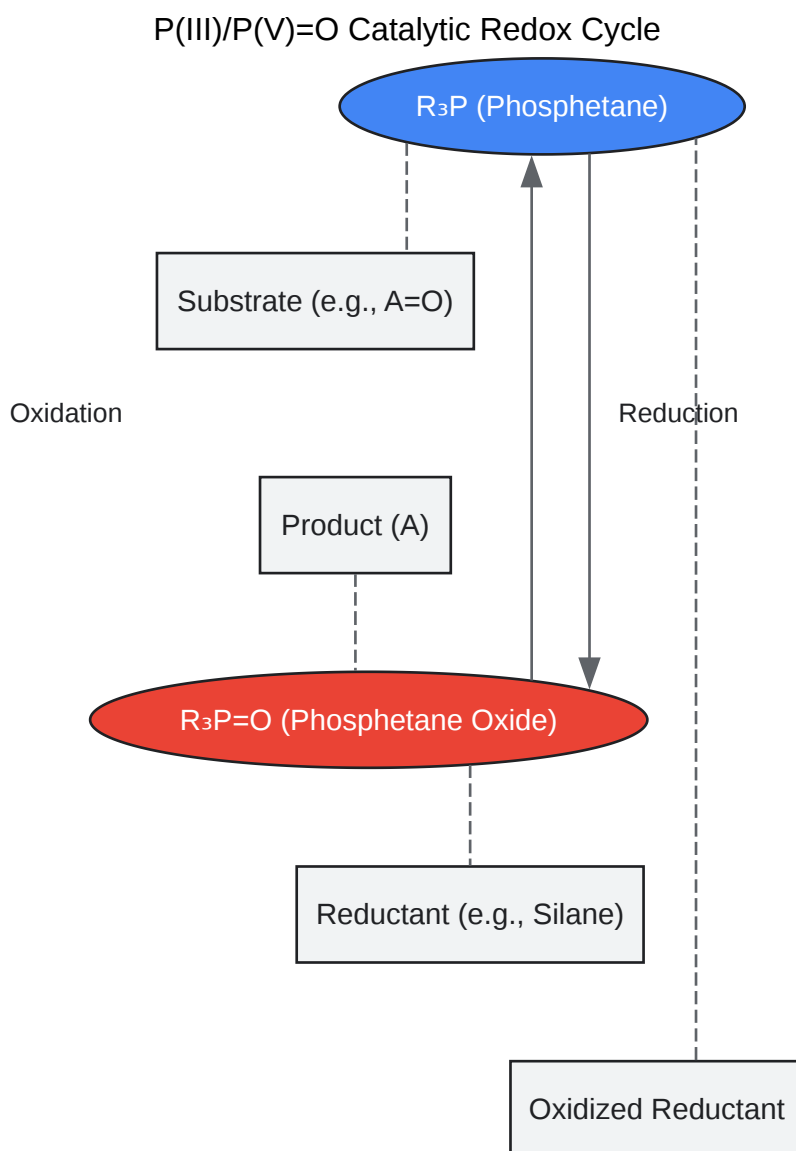 P(III)/P(V)=O Catalytic Redox Cycle
R₃P (Phosphetane)
Substrate (e.g., A=O)
Oxidation
Reduction
Product (A)
R₃P=O (Phosphetane Oxide)
Reductant (e.g., Silane)
Oxidized Reductant